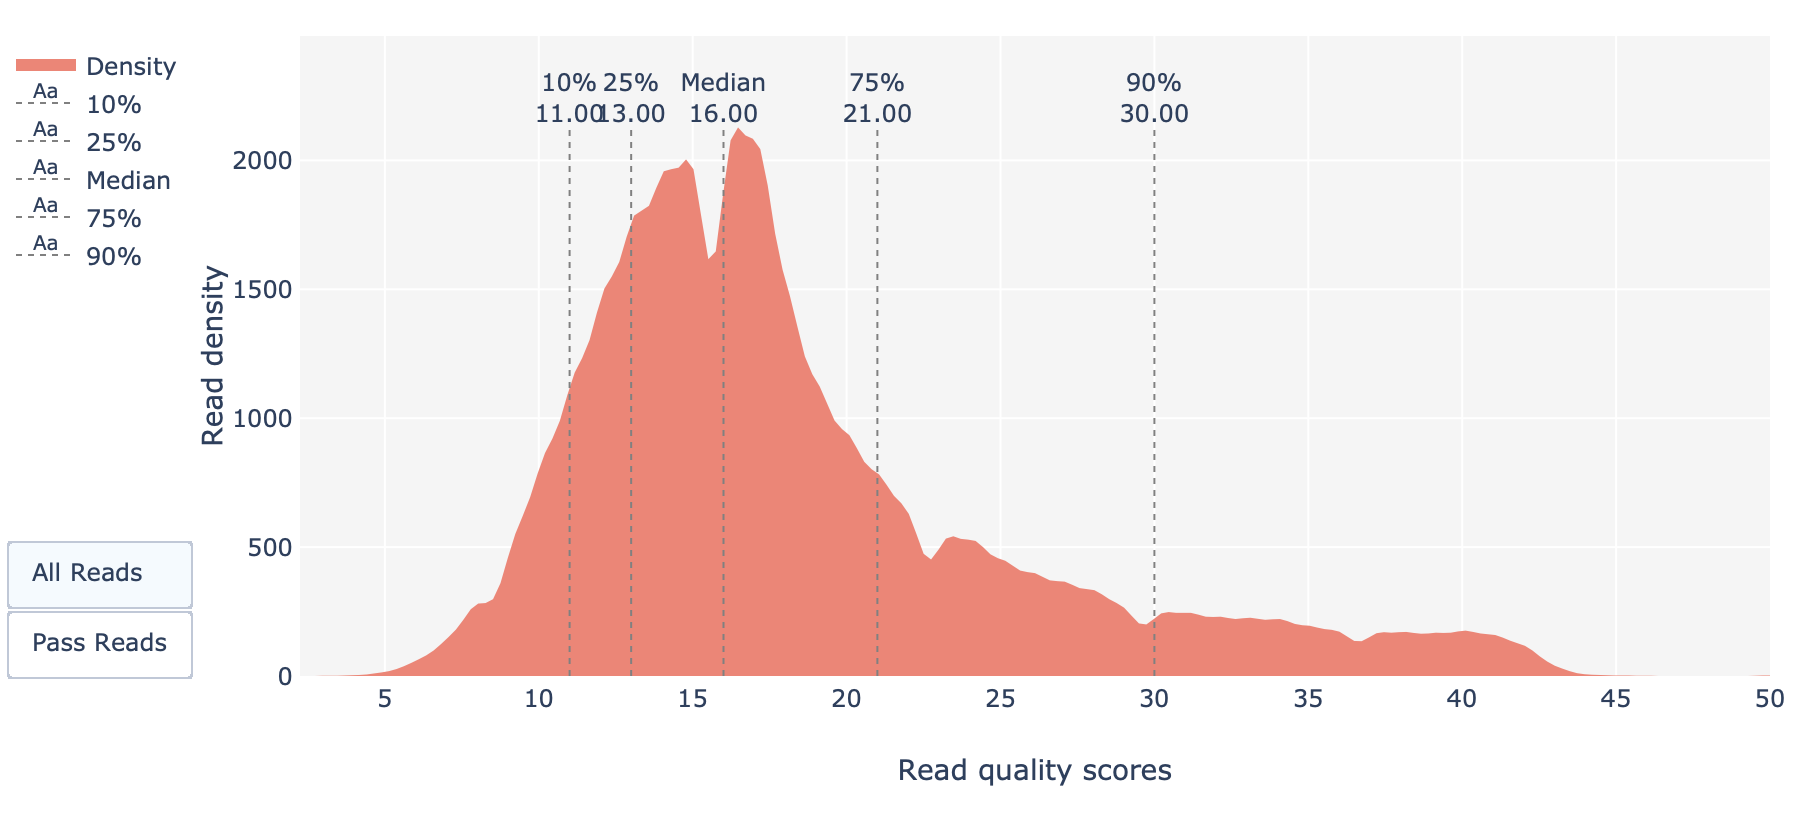 Density
Aa
10%
Aa
25%
Aa
Median
Aa
75%
Aa
90%
All Reads
Pass Reads
10% 25% Median 75% 90%
11.00 13.00 16.00 21.00 30.00
Read density
2000
1500
1000
500
0
5 10 15 20 25 30 35 40 45 50
Read quality scores